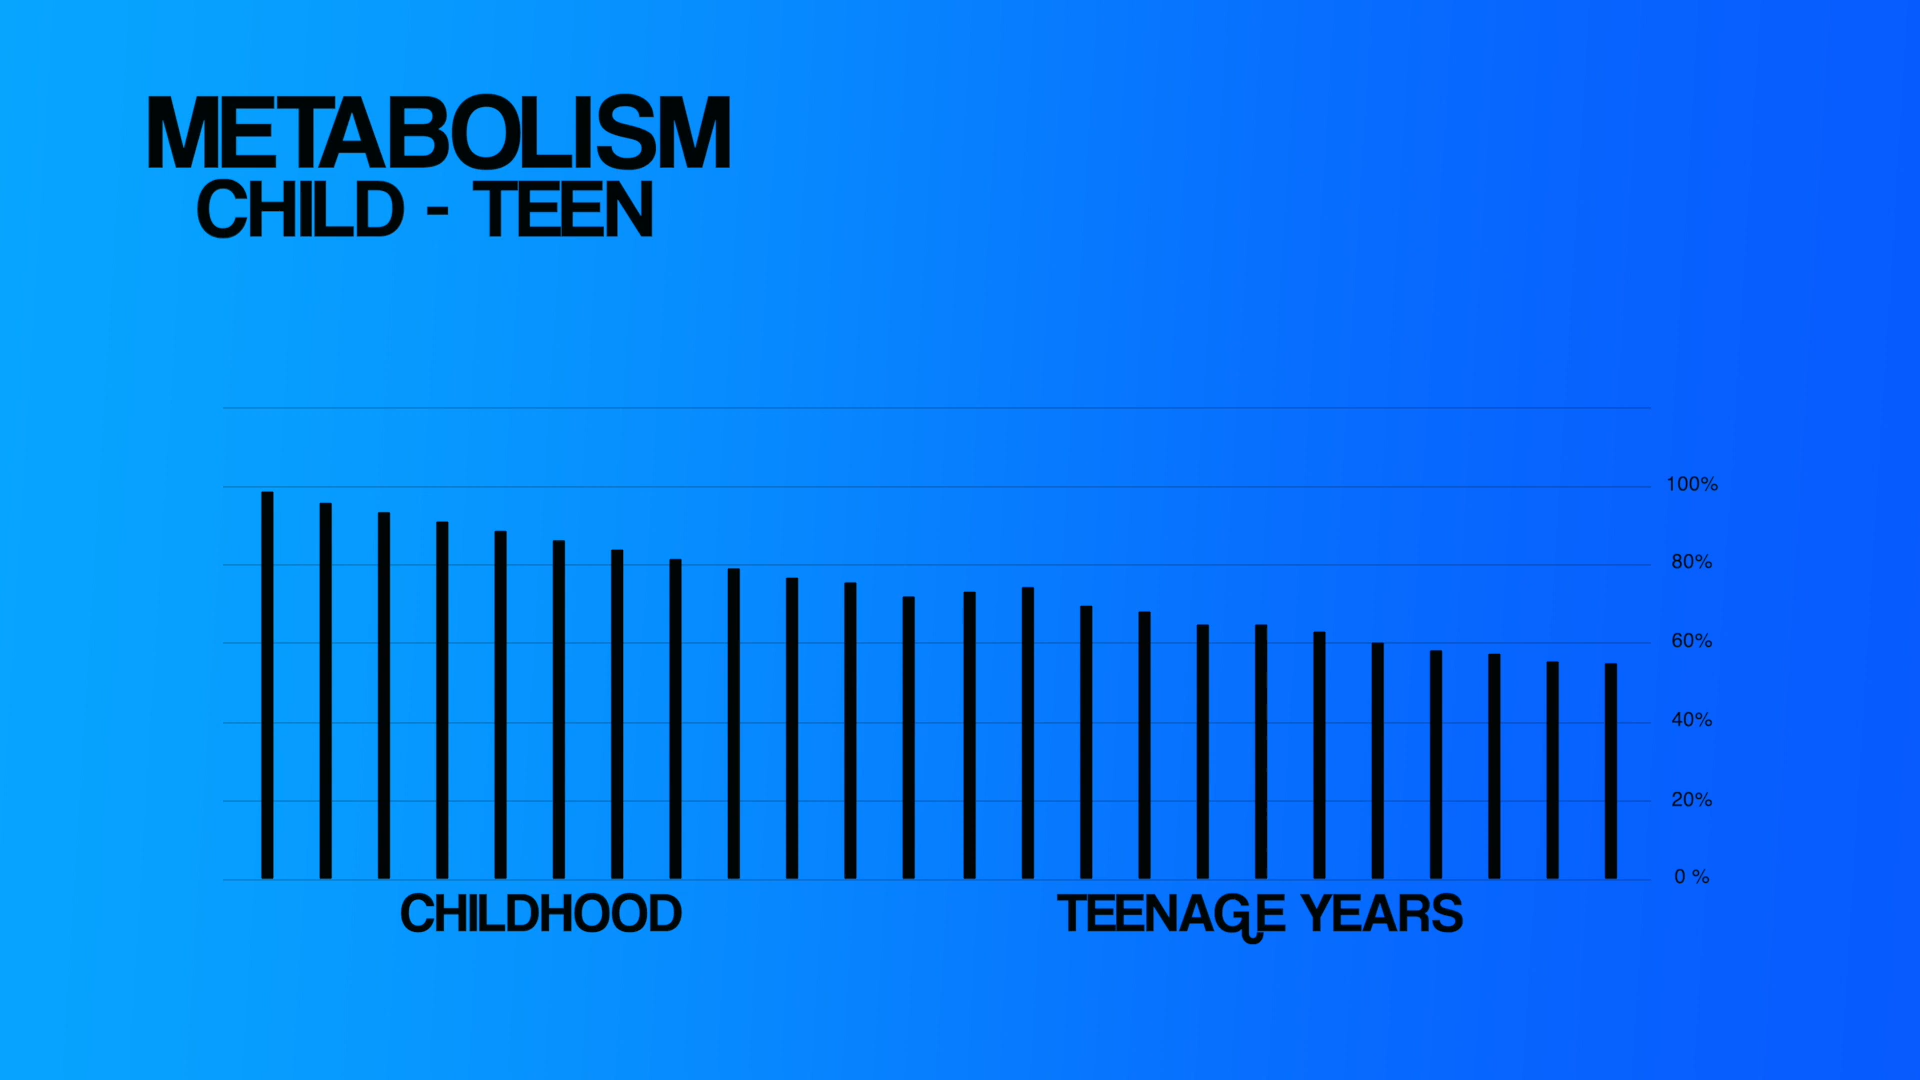 METABOLISM
CHILD - TEEN
100%
80%
60%
40%
20%
0 %
CHILDHOOD
TEENAGE YEARS